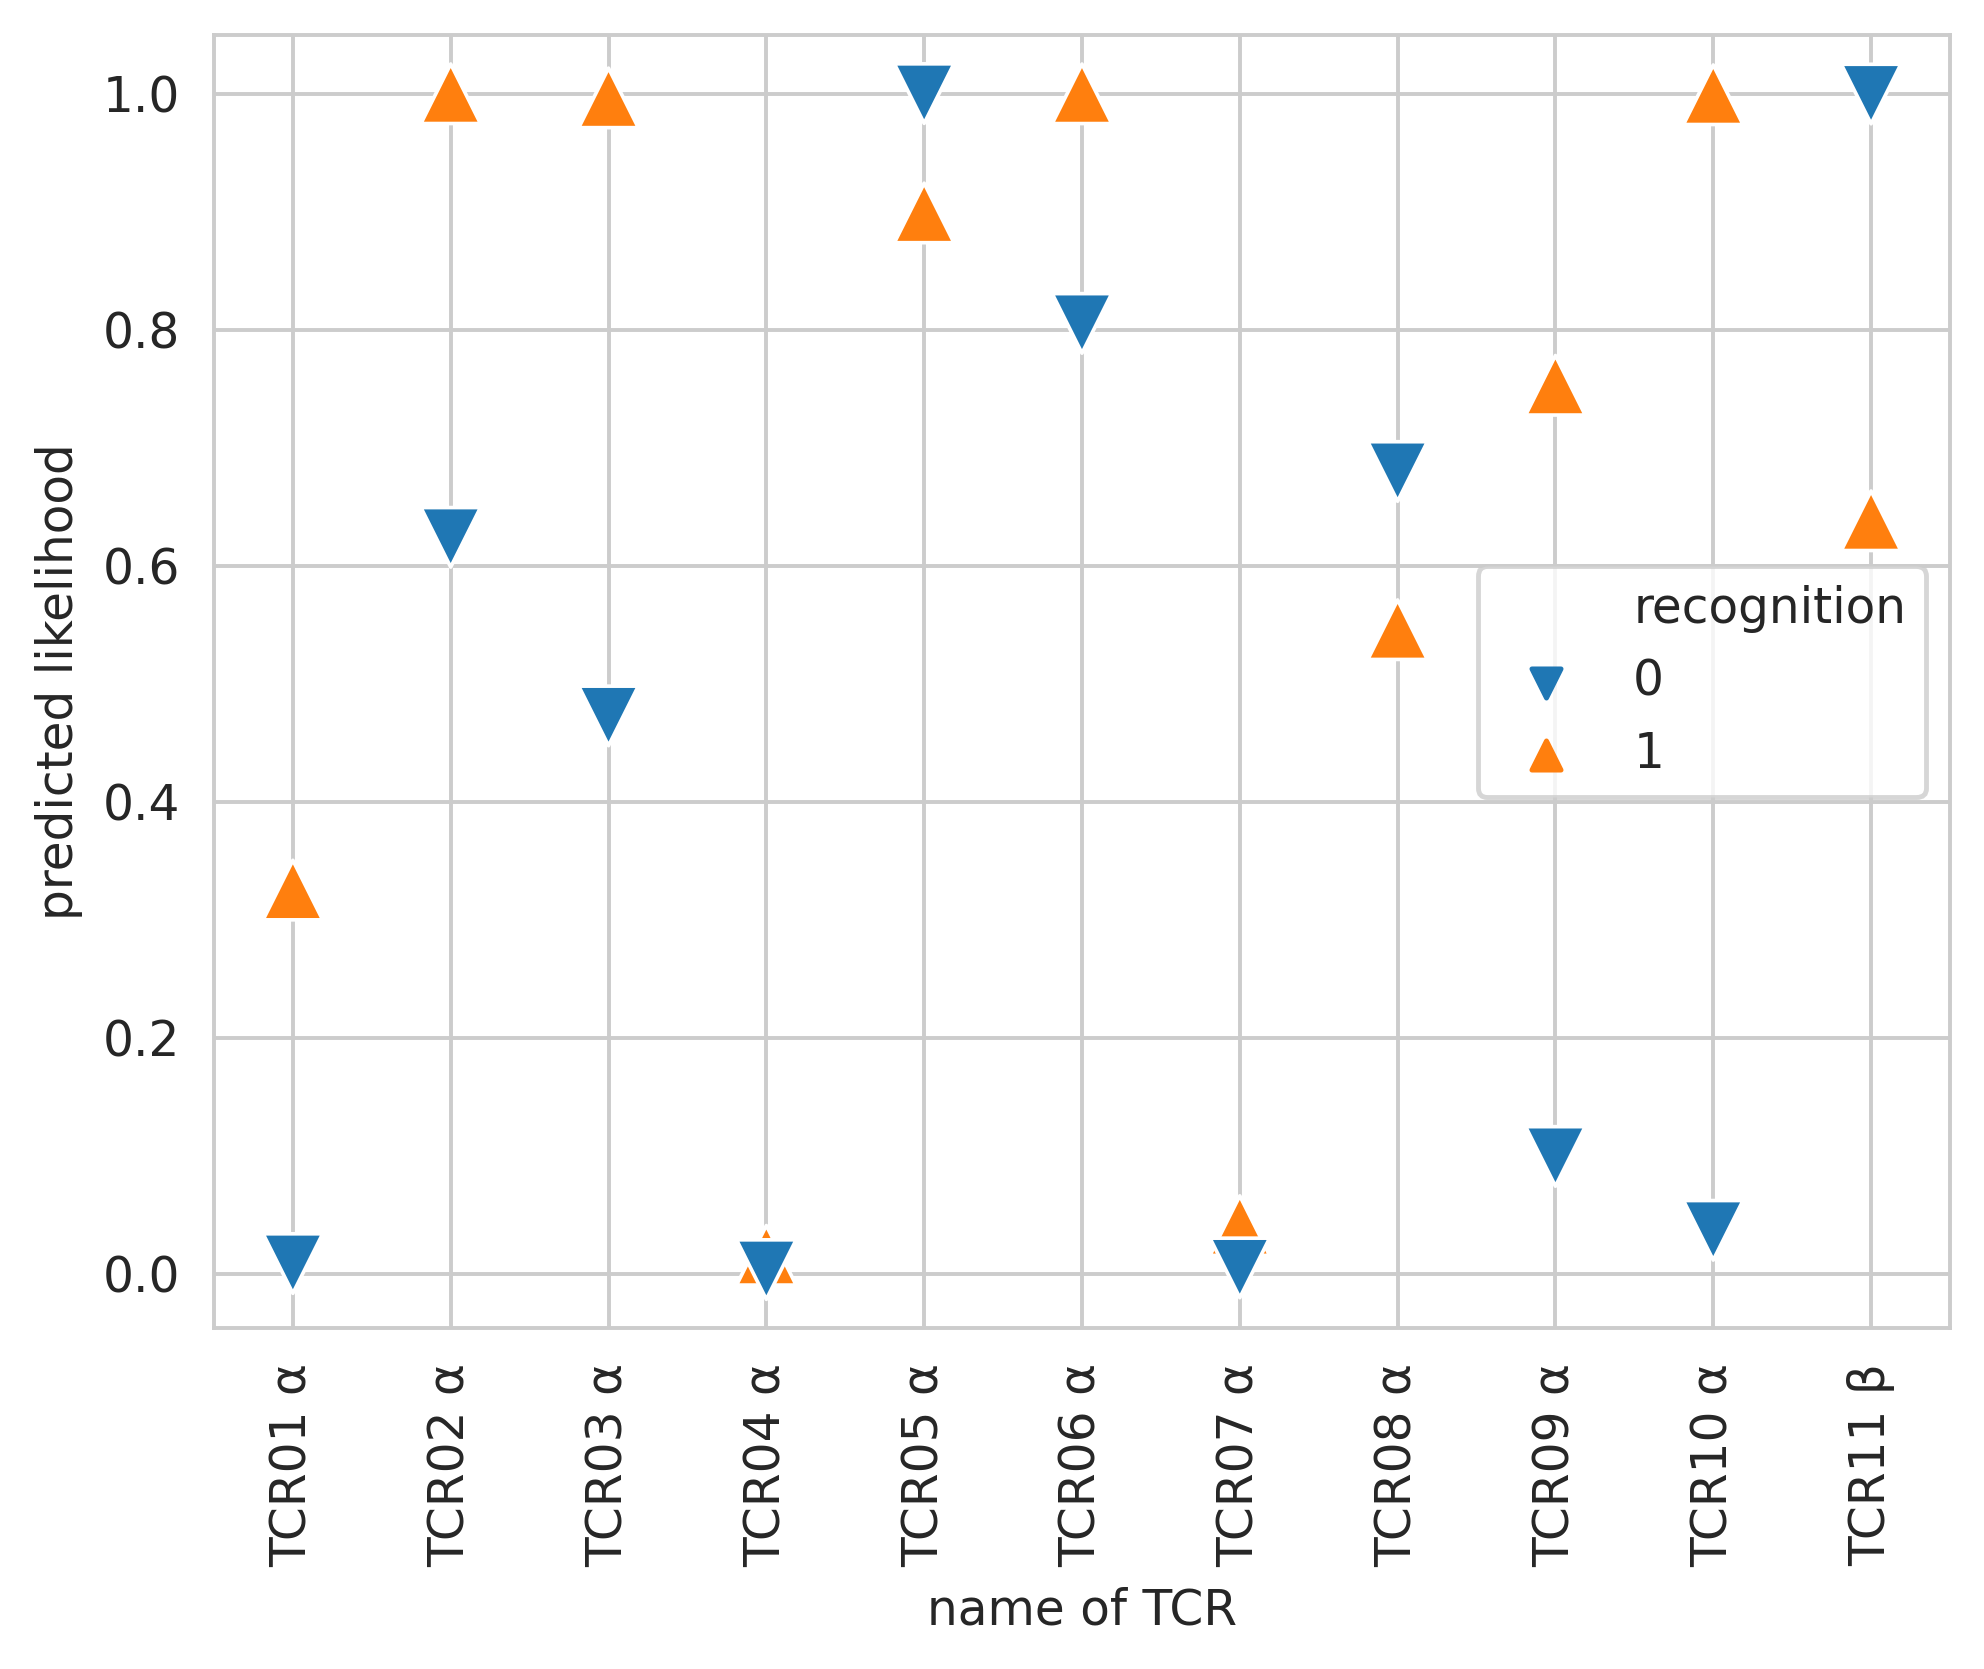 1.0
0.8
0.6
0.4
0.2
0.0
predicted likelihood
recognition
0
1
TCR01 α
TCR02 α
TCR03 α
TCR04 α
TCR05 α
TCR06 α
TCR07 α
TCR08 α
TCR09 α
TCR10 α
TCR11 β
name of TCR